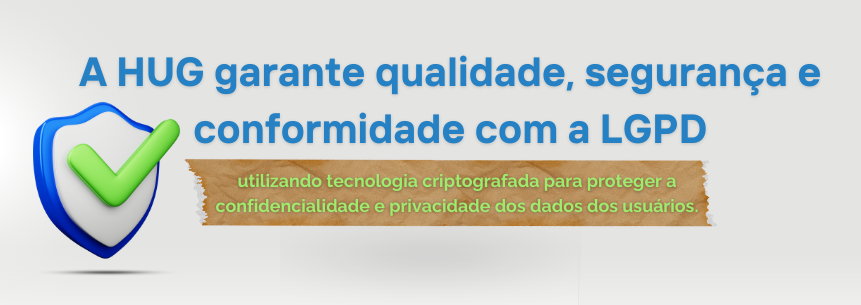 A HUG garante qualidade, segurança e
conformidade com a LGPD
utilizando tecnologia criptografada para proteger a
confidencialidade e privacidade dos dados dos usuários.